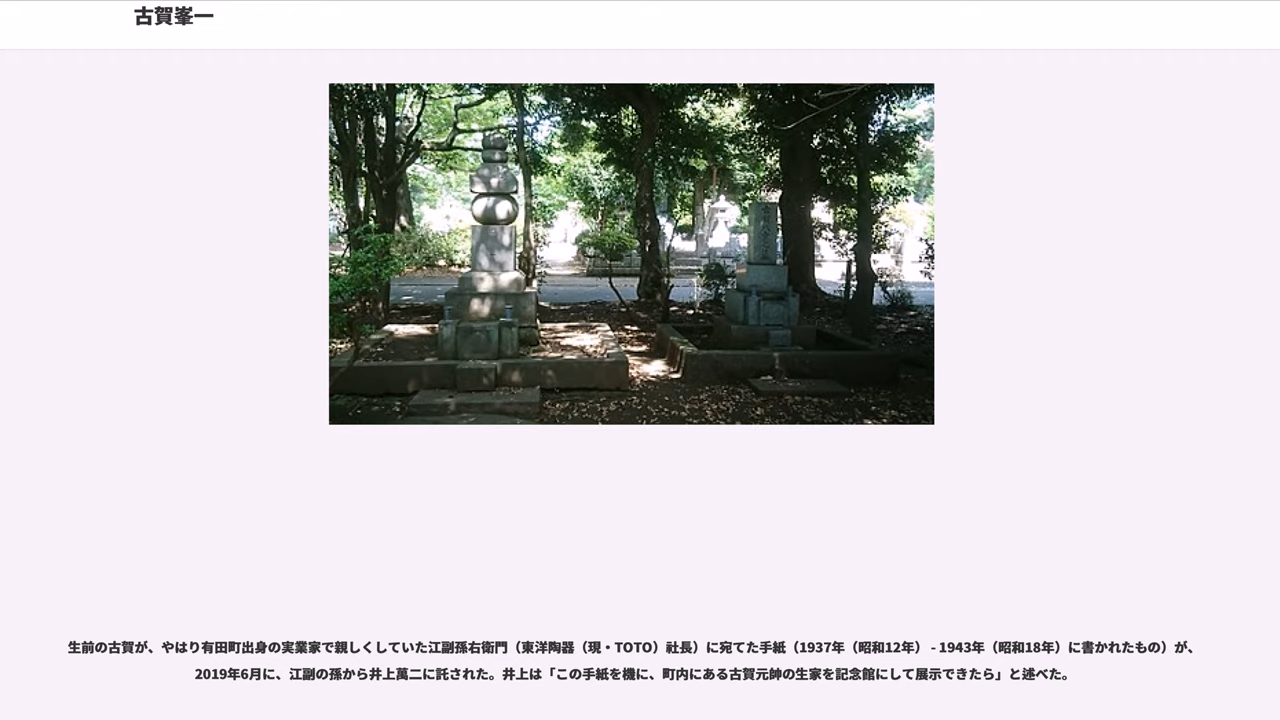 古賀峯一
生前の古賀が、やはり有田町出身の実業家で親しくしていた江副孫右衛門（東洋陶器（現・TOTO）社長）に宛てた手紙（1937年（昭和12年） - 1943年（昭和18年）に書かれたもの）が、
2019年6月に、江副の孫から井上萬二に託された。井上は「この手紙を機に、町内にある古賀元帥の生家を記念館にして展示できたら」と述べた。